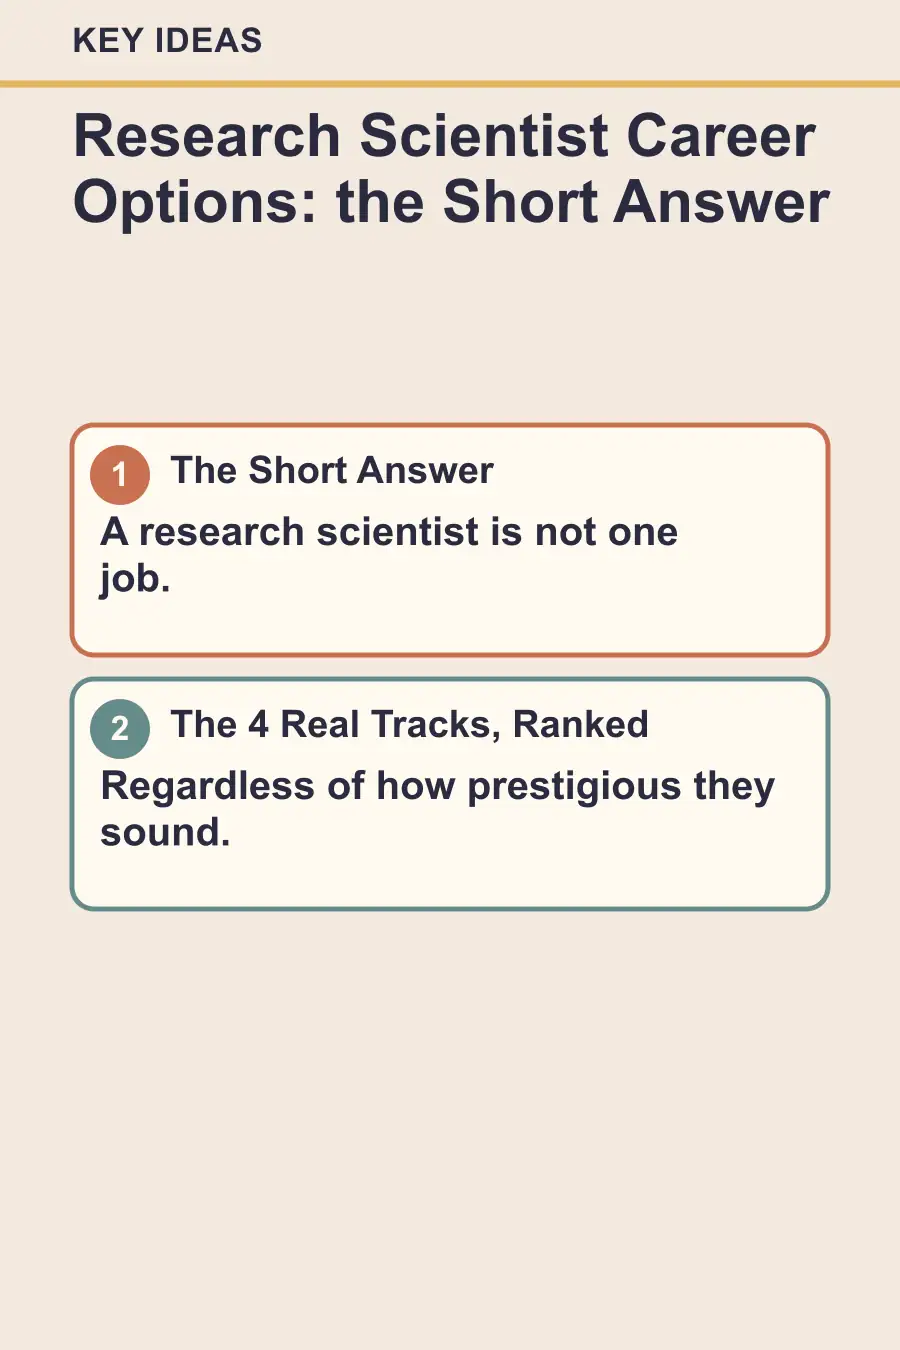 KEY IDEAS
Research Scientist Career
Options: the Short Answer
1 The Short Answer
A research scientist is not one
job.
2 The 4 Real Tracks, Ranked
Regardless of how prestigious they
sound.